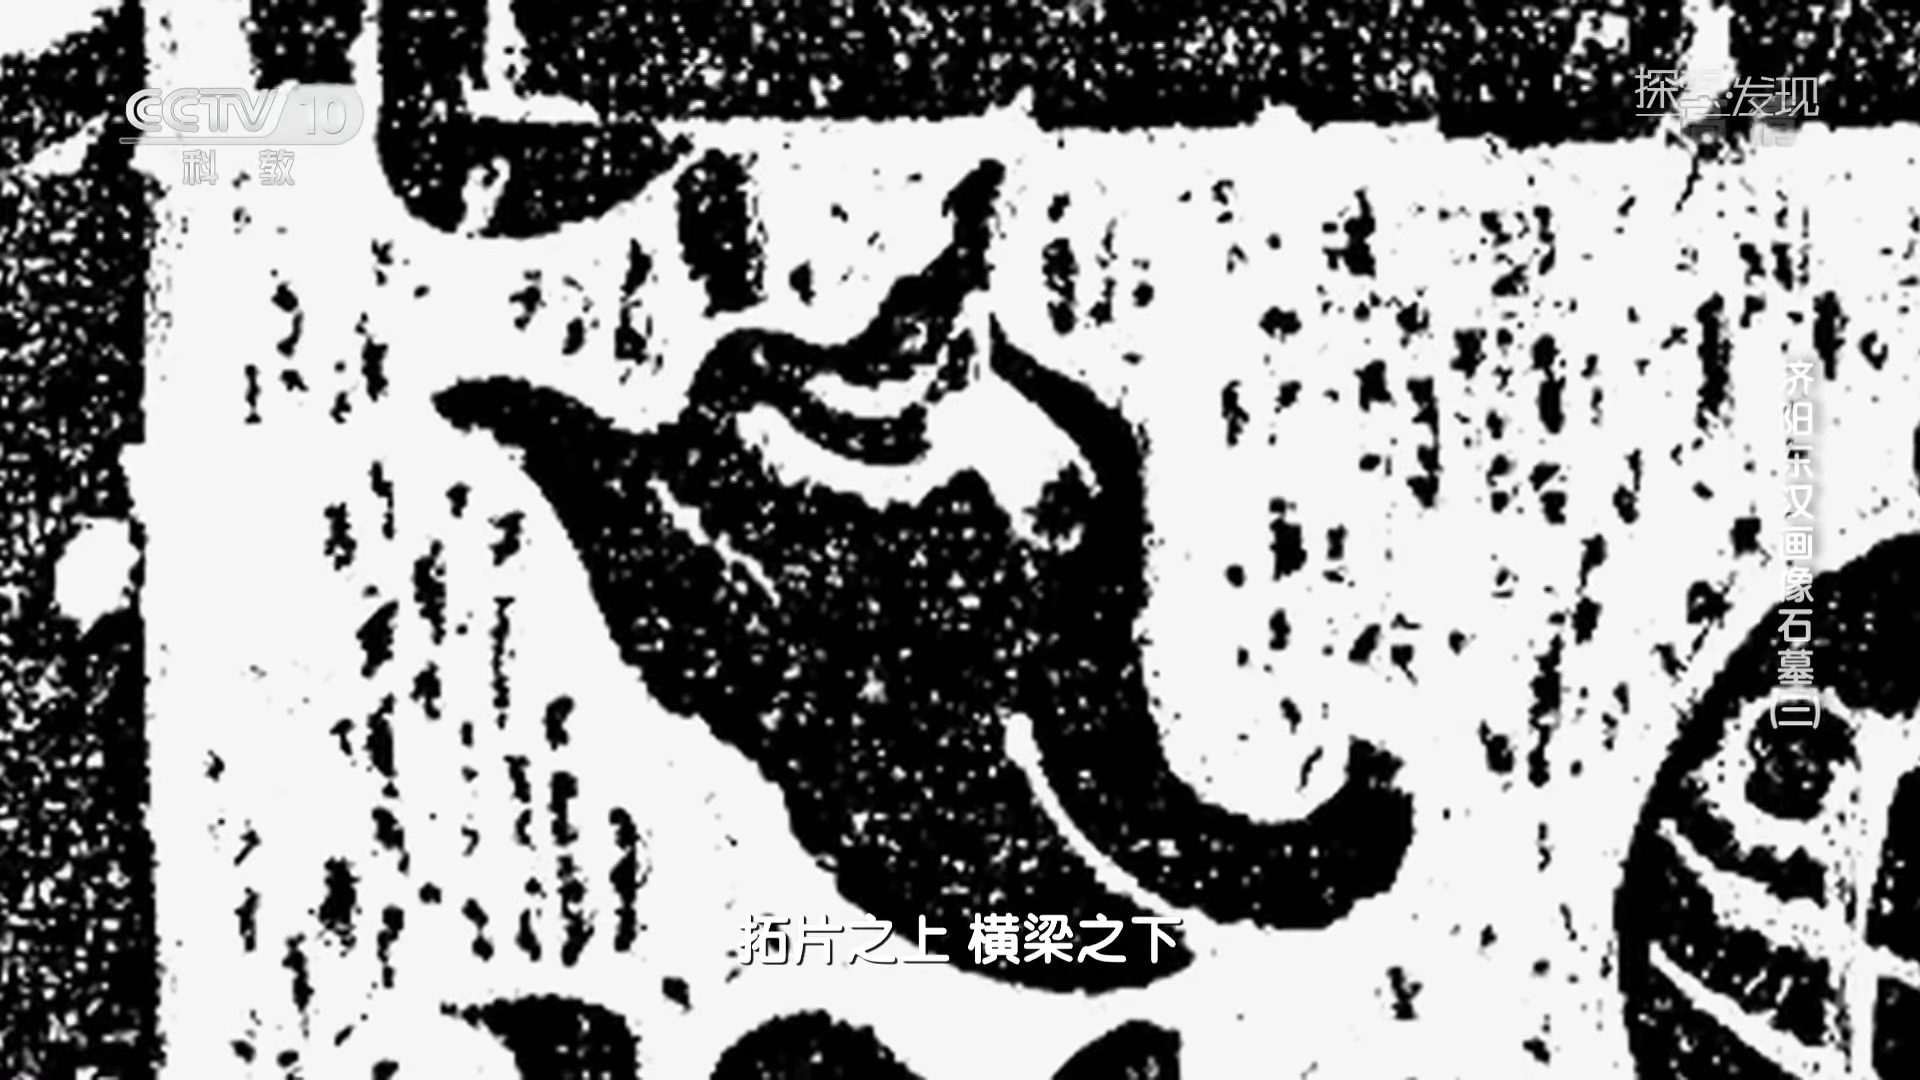 CCTV 10
科教
探索·发现
济阳东汉画像石墓(二)
拓片之上 横梁之下